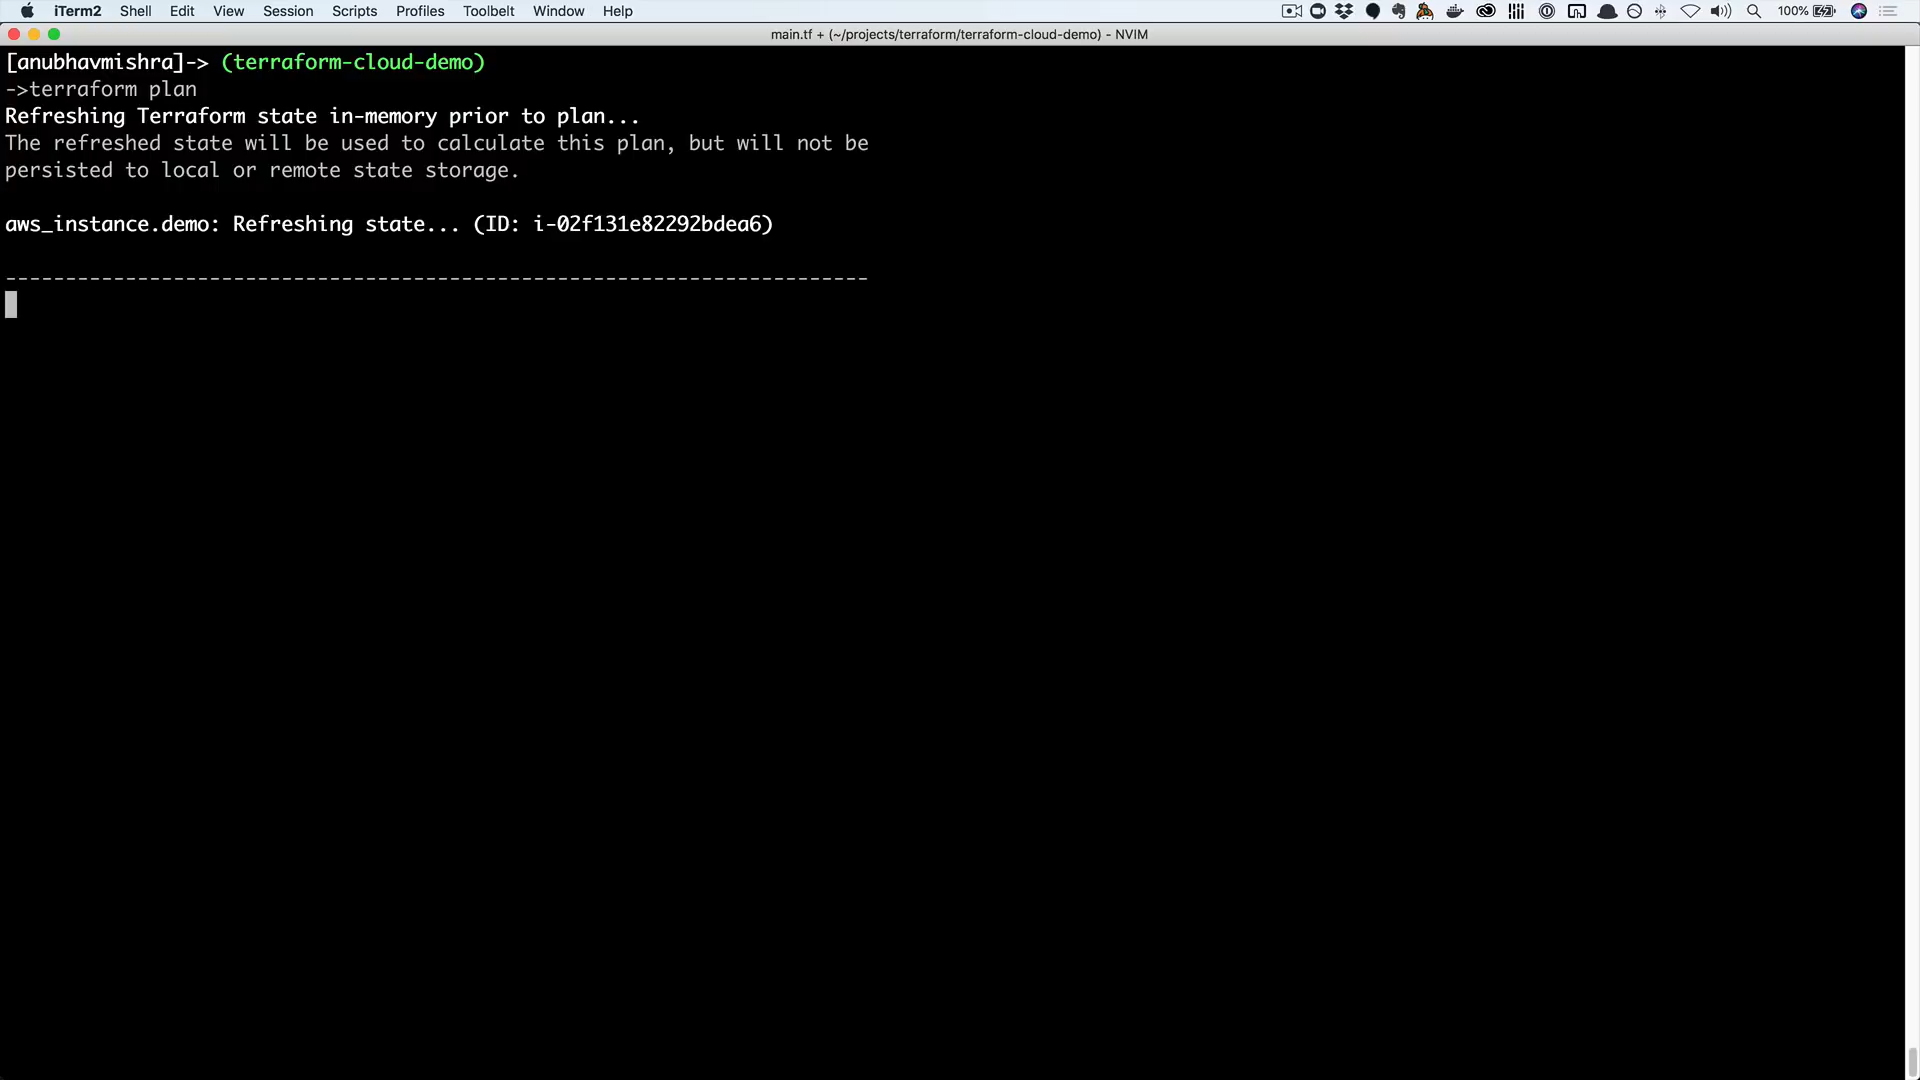 iTerm2 Shell Edit View Session Scripts Profiles Toolbelt Window Help 100%
main.tf + (~/projects/terraform/terraform-cloud-demo) - NVIM
[anubhavmishra]-> (terraform-cloud-demo)
->terraform plan
Refreshing Terraform state in-memory prior to plan...
The refreshed state will be used to calculate this plan, but will not be
persisted to local or remote state storage.
aws_instance.demo: Refreshing state... (ID: i-02f131e82292bdea6)
------------------------------------------------------------------------